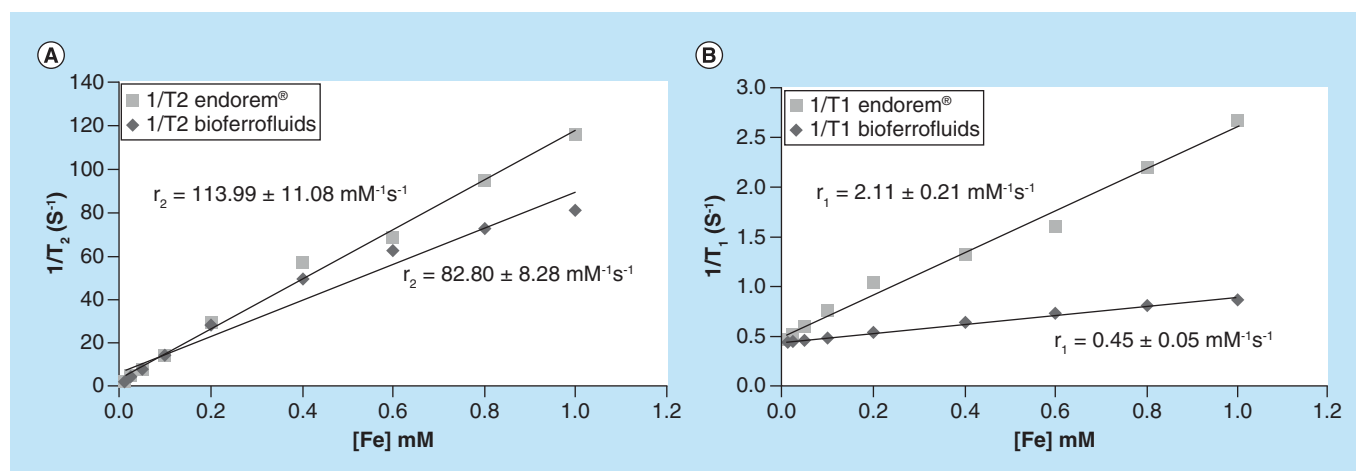 A
140
120
100
80
60
40
20
0
1/T2 endorem®
1/T2 bioferrofluids
r₂ = 113.99 ± 11.08 mM⁻¹s⁻¹
r₂ = 82.80 ± 8.28 mM⁻¹s⁻¹
1/T₂ (S⁻¹)
0.0 0.2 0.4 0.6 0.8 1.0 1.2
[Fe] mM
B
3.0
2.5
2.0
1.5
1.0
0.5
0.0
1/T1 endorem®
1/T1 bioferrofluids
r₁ = 2.11 ± 0.21 mM⁻¹s⁻¹
r₁ = 0.45 ± 0.05 mM⁻¹s⁻¹
1/T₁ (S⁻¹)
0.0 0.2 0.4 0.6 0.8 1.0 1.2
[Fe] mM